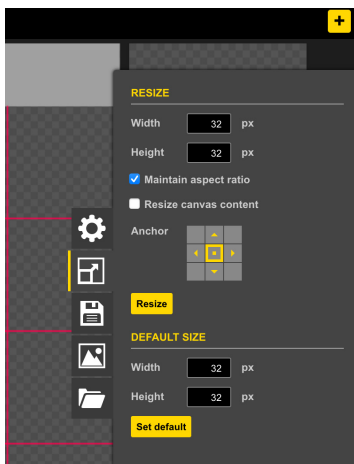 +
RESIZE
Width 32 px
Height 32 px
Maintain aspect ratio
Resize canvas content
Anchor
Resize
DEFAULT SIZE
Width 32 px
Height 32 px
Set default